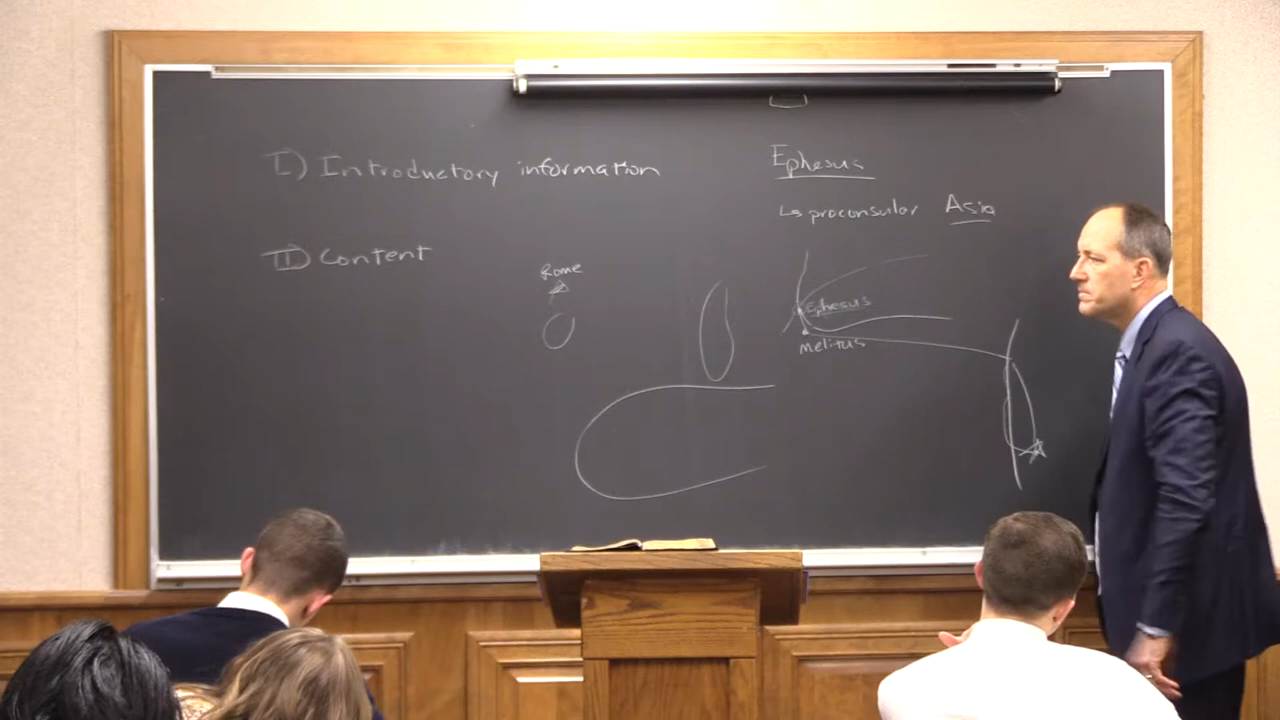 I) Introductory information
II) Content
Rome
Ephesus
↳ proconsular Asia
Ephesus
Melitus